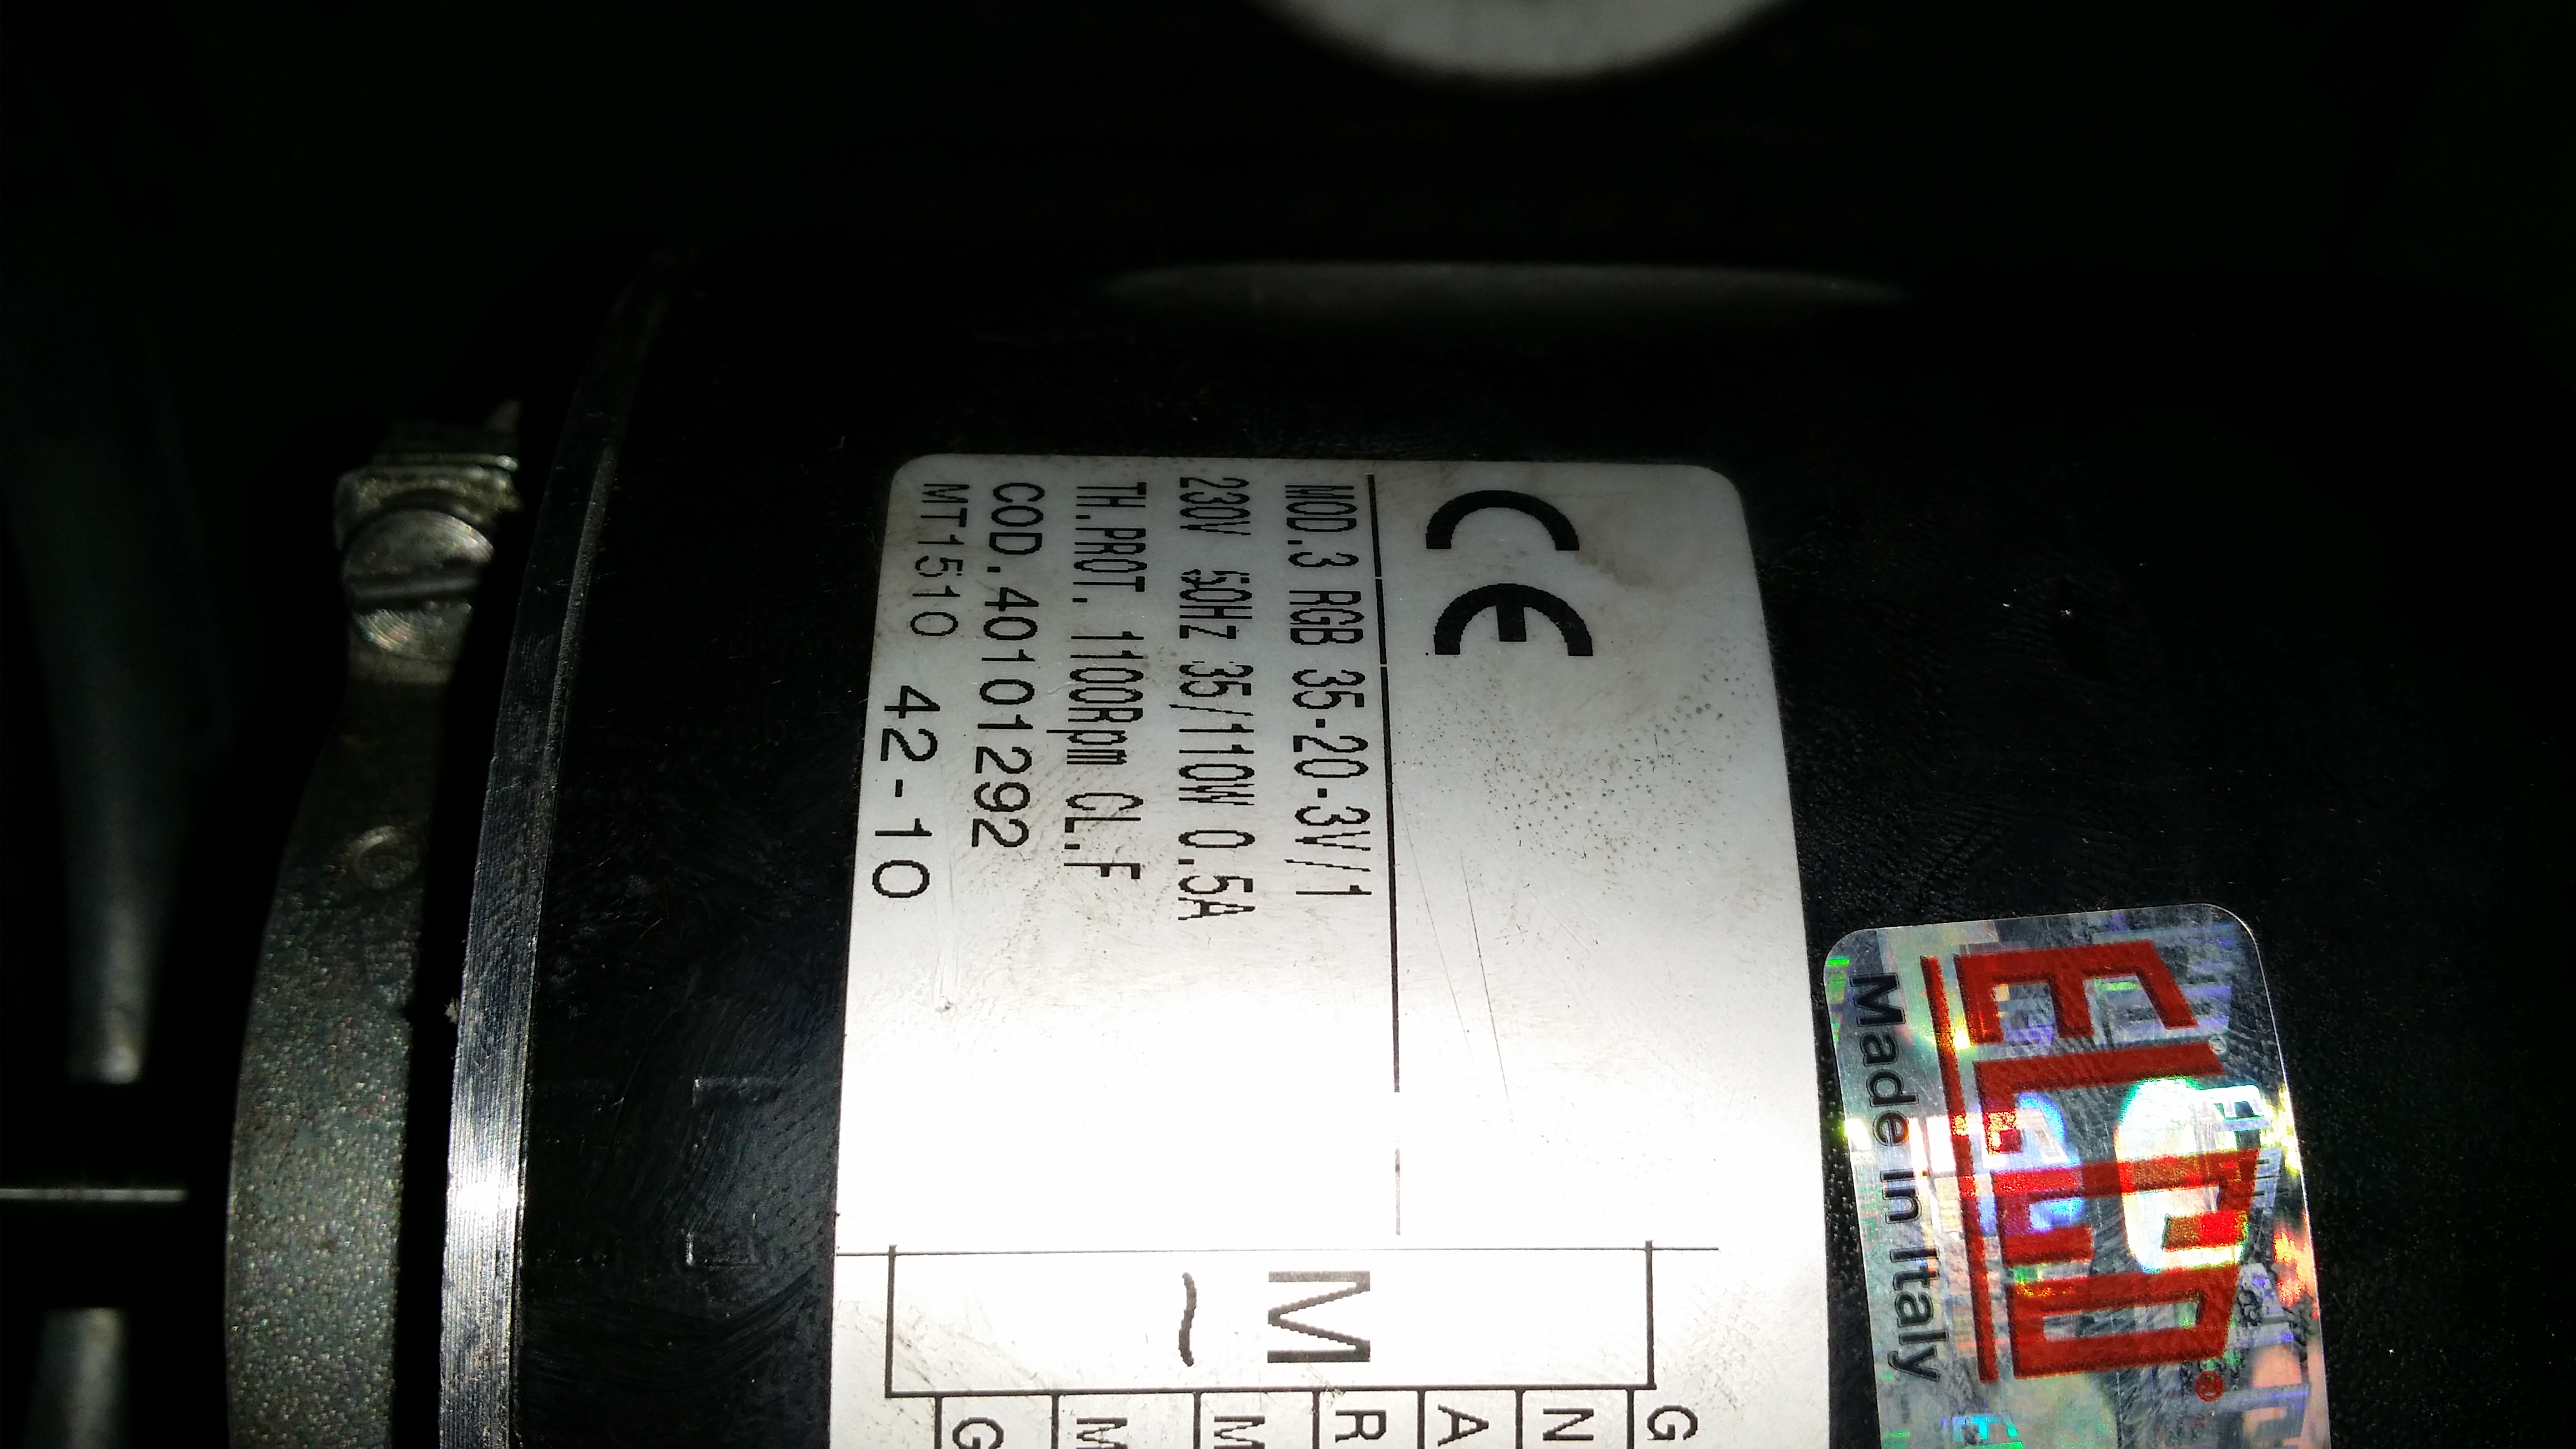 CE
MOD.3 RGB 35-20-3V/1
230V 50Hz 35/110W 0.5A
TH.PROT. 1100Rpm CL.F
COD.40101292
MT1510 42-10
M
~
G
N
A
R
M
M
G
ELCO®
Made in Italy